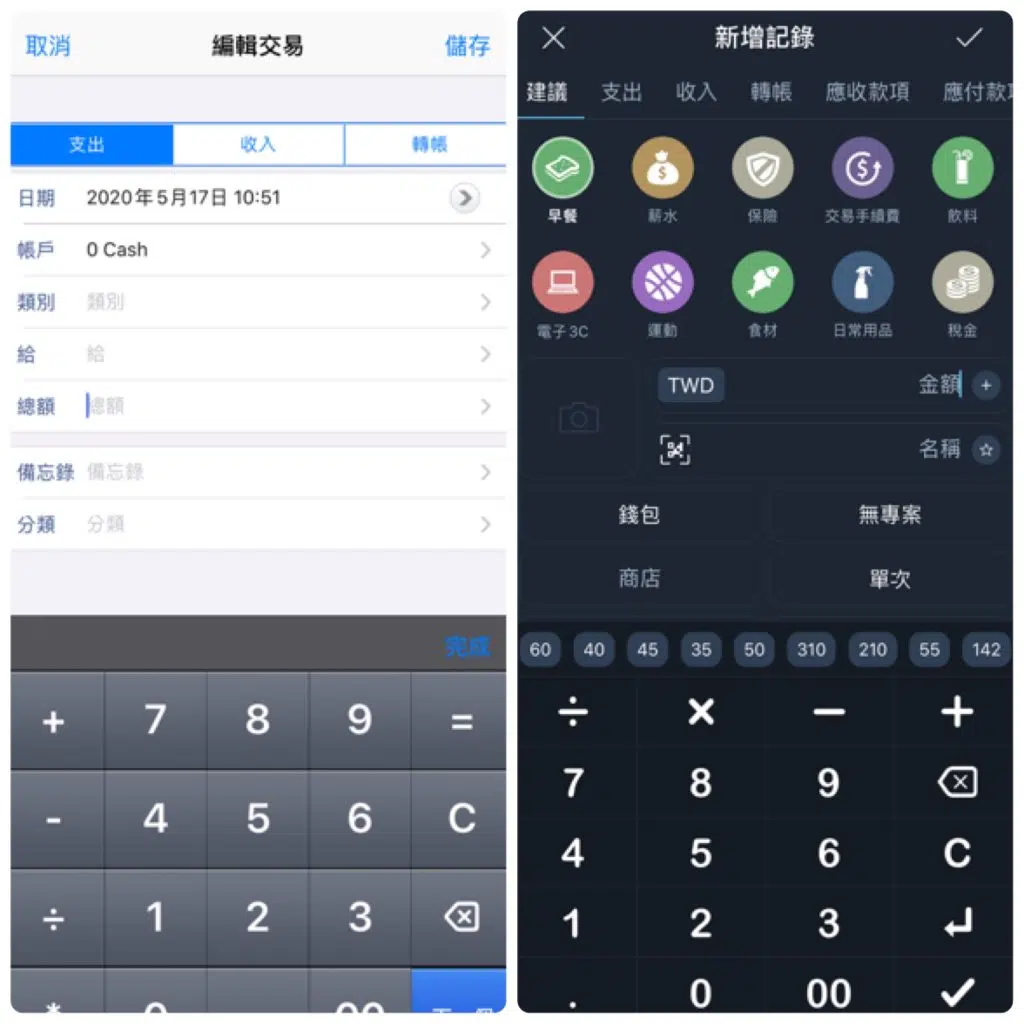 取消 編輯交易 儲存
支出 收入 轉帳
日期 2020年5月17日 10:51
帳戶 0 Cash
類別 類別
給 給
總額 總額
備忘錄 備忘錄
分類 分類
完成
+ 7 8 9 =
- 4 5 6 C
÷ 1 2 3
* 0 00
新增記錄
建議 支出 收入 轉帳 應收款項 應付款項
早餐 薪水 保險 交易手續費 飲料
電子3C 運動 食材 日常用品 稅金
TWD 金額 +
名稱
錢包 無專案
商店 單次
60 40 45 35 50 310 210 55 142
÷ × − +
7 8 9
4 5 6 C
1 2 3
. 0 00